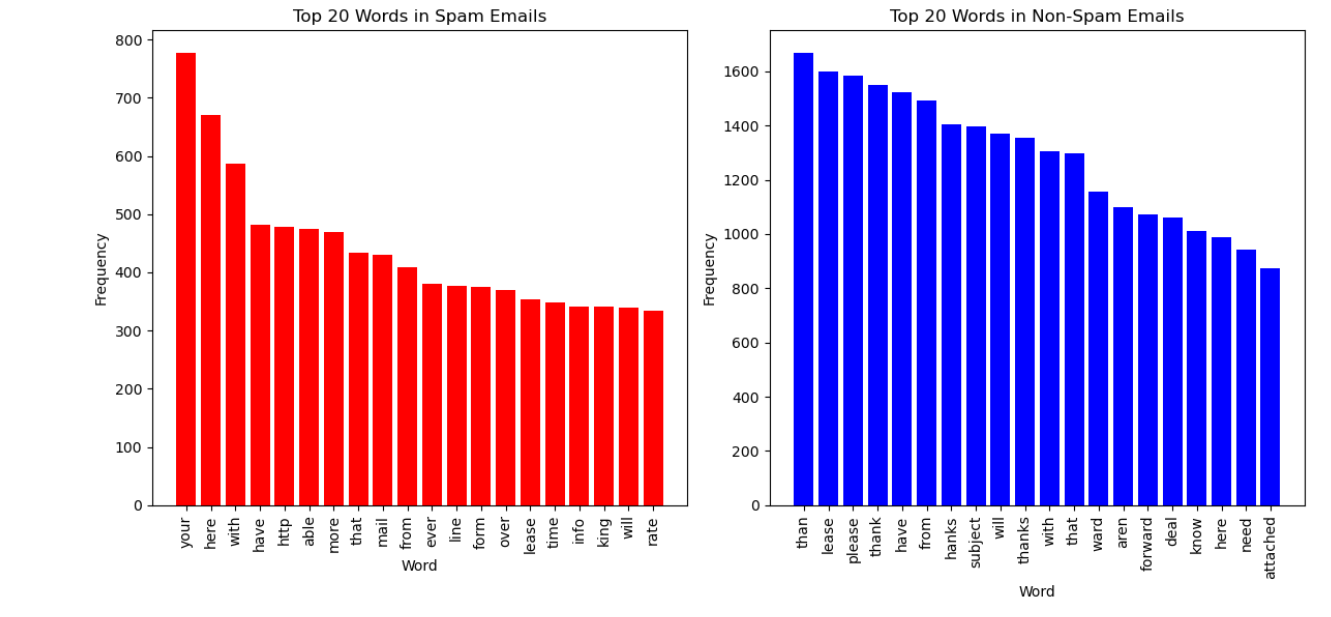 Top 20 Words in Spam Emails
800
700
600
500
400
300
200
100
0
Frequency
your
here
with
have
http
able
more
that
mail
from
ever
line
form
over
lease
time
info
king
will
rate
Word
Top 20 Words in Non-Spam Emails
1600
1400
1200
1000
800
600
400
200
0
Frequency
than
lease
please
thank
have
from
hanks
subject
will
thanks
with
that
ward
aren
forward
deal
know
here
need
attached
Word